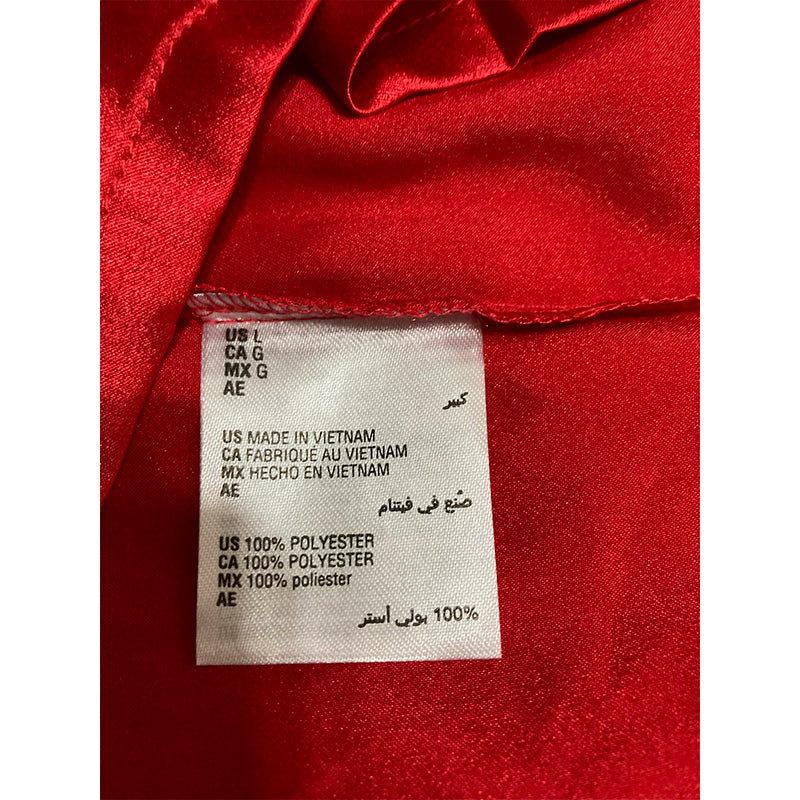 US L
CA G
MX G
AE
كبير
US MADE IN VIETNAM
CA FABRIQUÉ AU VIETNAM
MX HECHO EN VIETNAM
AE
صُنع في فيتنام
US 100% POLYESTER
CA 100% POLYESTER
MX 100% poliester
AE
100% بولي أستر